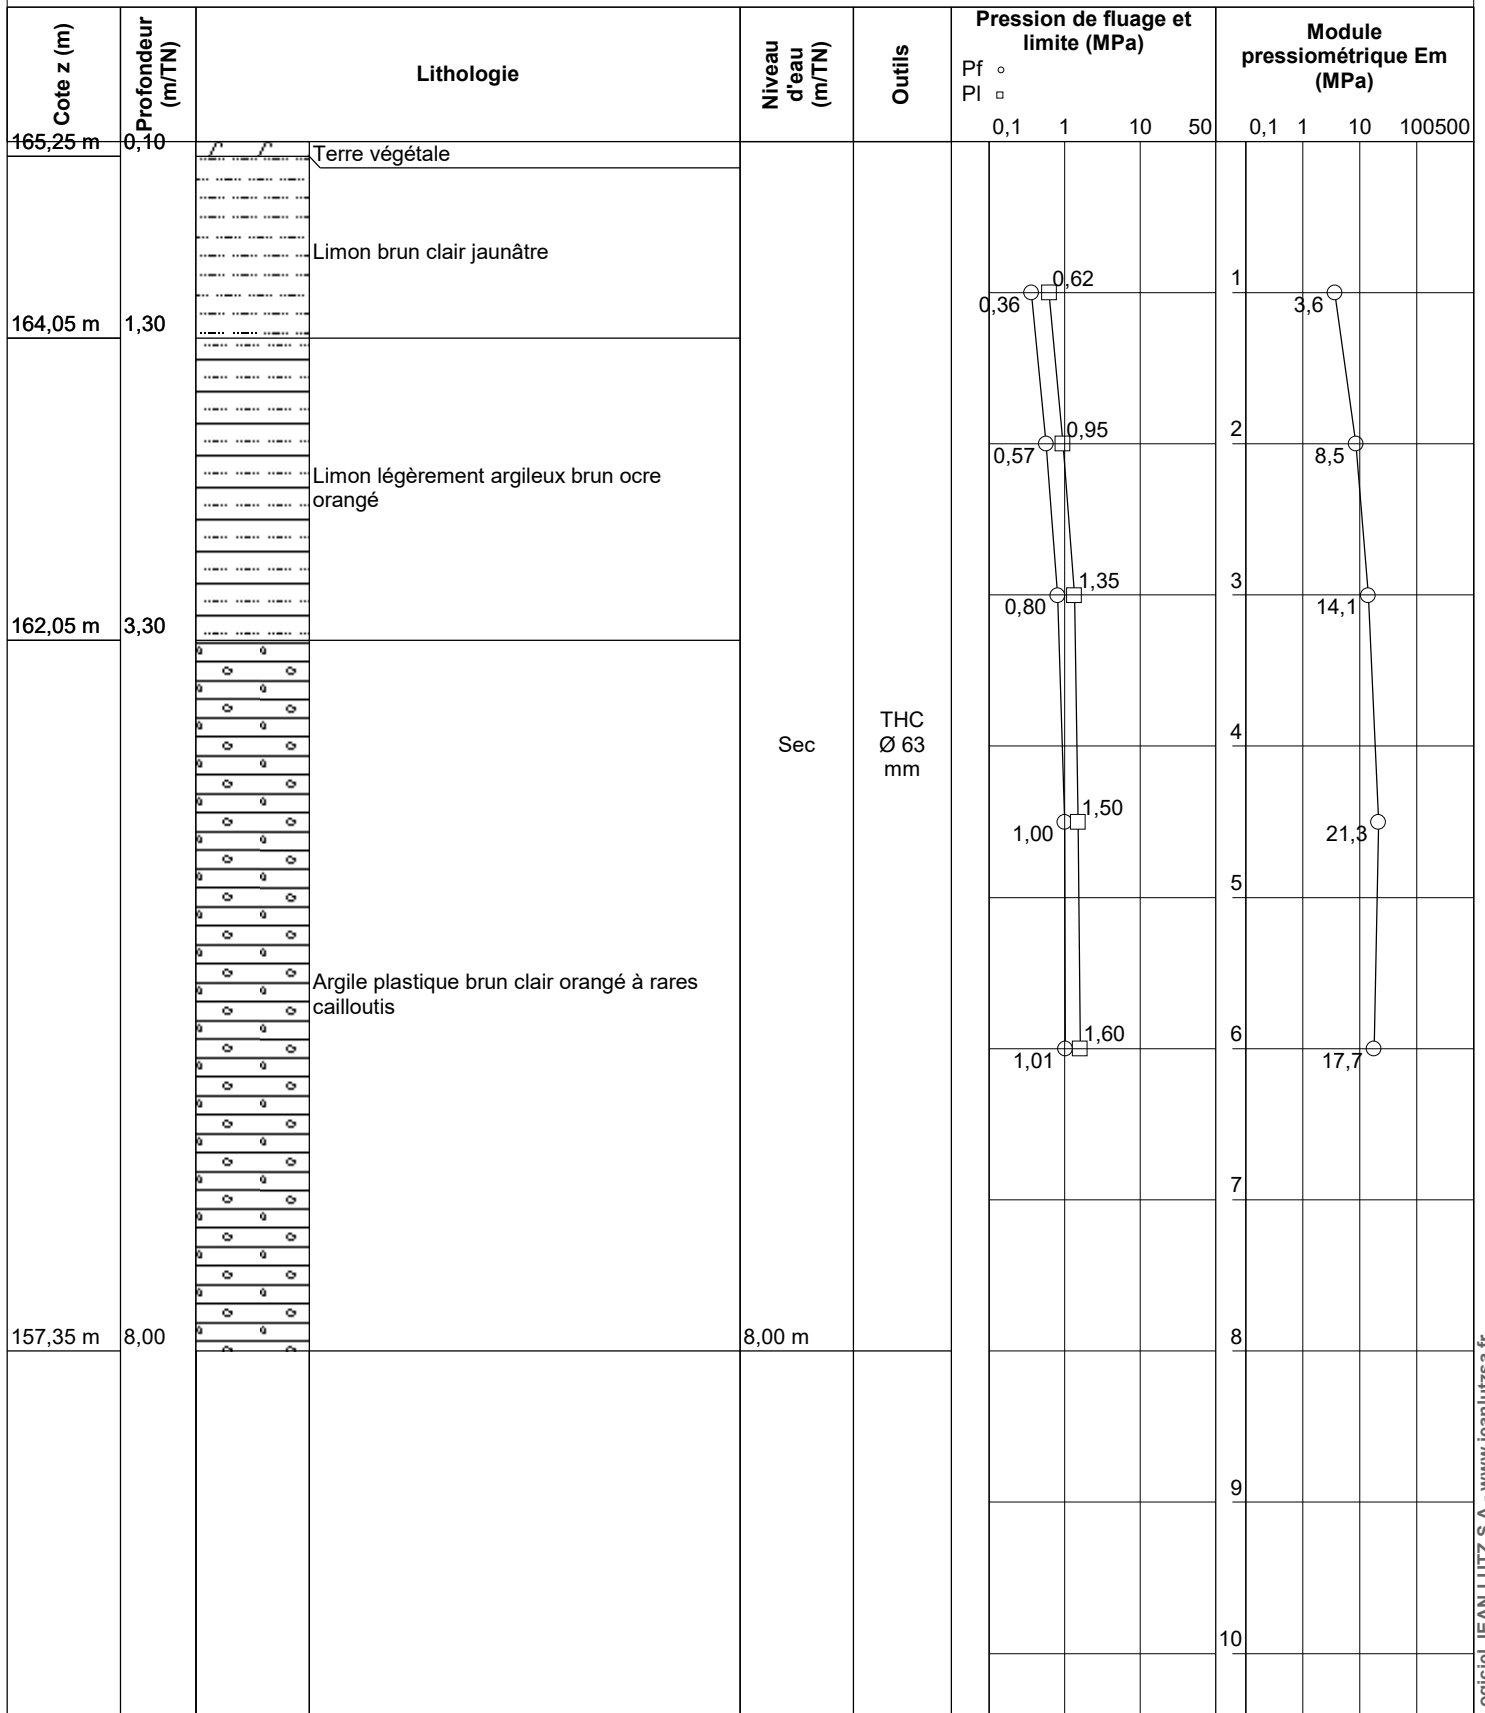 Cote z (m)
Profondeur
(m/TN)
Lithologie
Niveau
d'eau
(m/TN)
Outils
Pression de fluage et
limite (MPa)
Pf
Pl
0,1 1 10 50
Module
pressiométrique Em
(MPa)
0,1 1 10 100500
165,25 m 0,10
Terre végétale
Limon brun clair jaunâtre
0,62
1
0,36
3,6
164,05 m 1,30
0,95
2
0,57
8,5
Limon légèrement argileux brun ocre
orangé
1,35
3
0,80
14,1
162,05 m 3,30
Sec
THC
Ø 63
mm
4
1,50
1,00
21,3
5
Argile plastique brun clair orangé à rares
cailloutis
1,60
6
1,01
17,7
7
157,35 m 8,00
8,00 m
8
9
10
JEAN LUTZ S.A - www.jeanlutzsa.fr